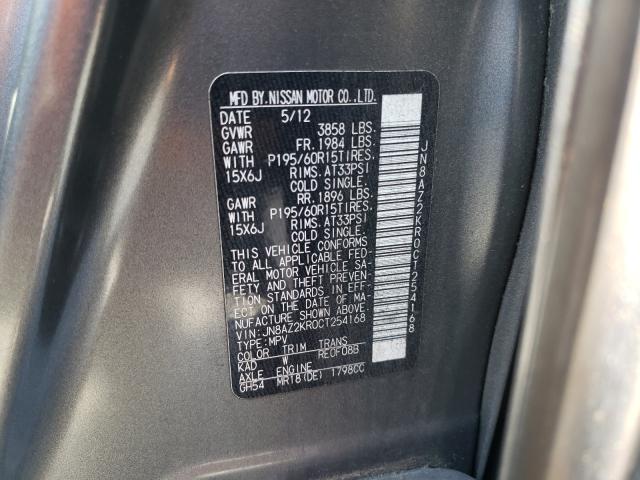 MFD BY.NISSAN MOTOR CO.,LTD.
DATE 5/12
GVWR 3858 LBS.
GAWR FR.1984 LBS.
WITH P195/60R15TIRES.
15X6J RIMS.AT33PSI
COLD SINGLE.
GAWR RR.1896 LBS.
WITH P195/60R15TIRES.
15X6J RIMS.AT33PSI
COLD SINGLE.
THIS VEHICLE CONFORMS
TO ALL APPLICABLE FED-
ERAL MOTOR VEHICLE SA-
FETY AND THEFT PREVEN-
TION STANDARDS IN EFF-
ECT ON THE DATE OF MA-
NUFACTURE SHOWN ABOVE.
VIN:JN8AZ2KR0CT254168
TYPE:MPV
COLOR TRIM TRANS
KAD W RE0F08B
AXLE ENGINE
GH54 MRT8(DE) 1798CC
JN8AZ2KR0CT254168